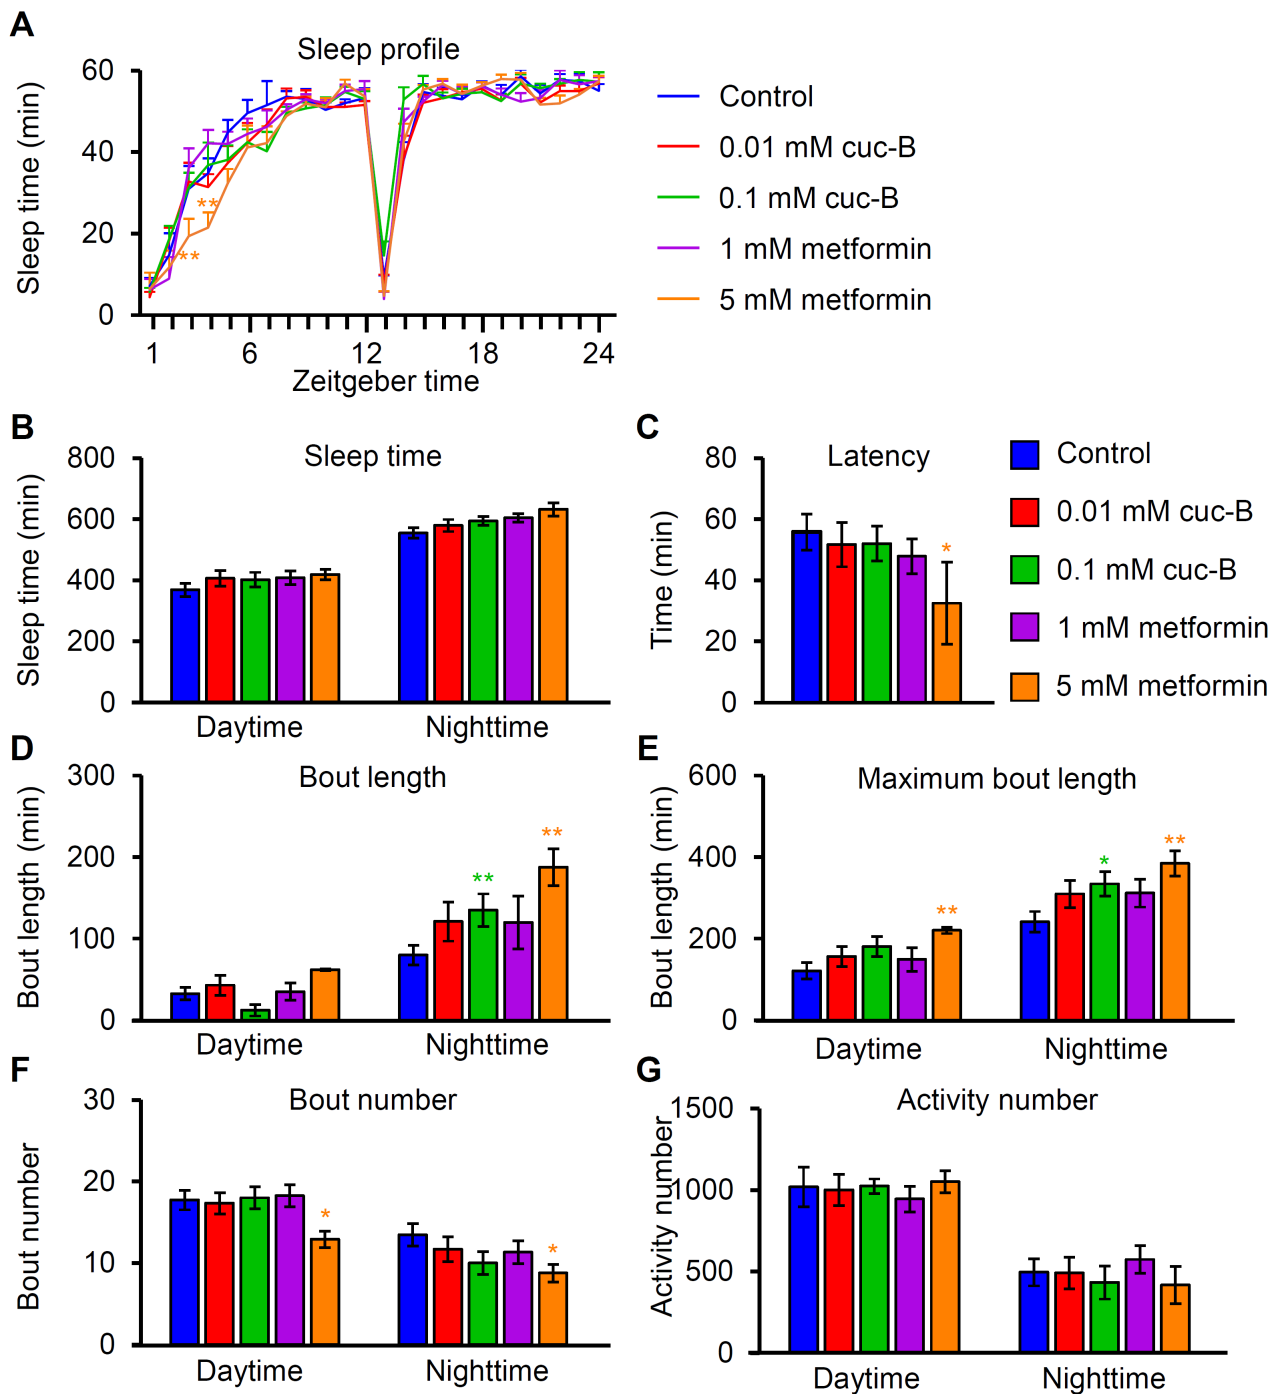 A
Sleep profile
Sleep time (min)
60
40
20
0
**
**
1 6 12 18 24
Zeitgeber time
Control
0.01 mM cuc-B
0.1 mM cuc-B
1 mM metformin
5 mM metformin
B
Sleep time
Sleep time (min)
800
600
400
200
0
Daytime Nighttime
C
Latency
Time (min)
80
60
40
20
0
*
Control
0.01 mM cuc-B
0.1 mM cuc-B
1 mM metformin
5 mM metformin
D
Bout length
Bout length (min)
300
200
100
0
**
**
Daytime Nighttime
E
Maximum bout length
Bout length (min)
600
400
200
0
**
*
**
Daytime Nighttime
F
Bout number
Bout number
30
20
10
0
*
*
Daytime Nighttime
G
Activity number
Activity number
1500
1000
500
0
Daytime Nighttime